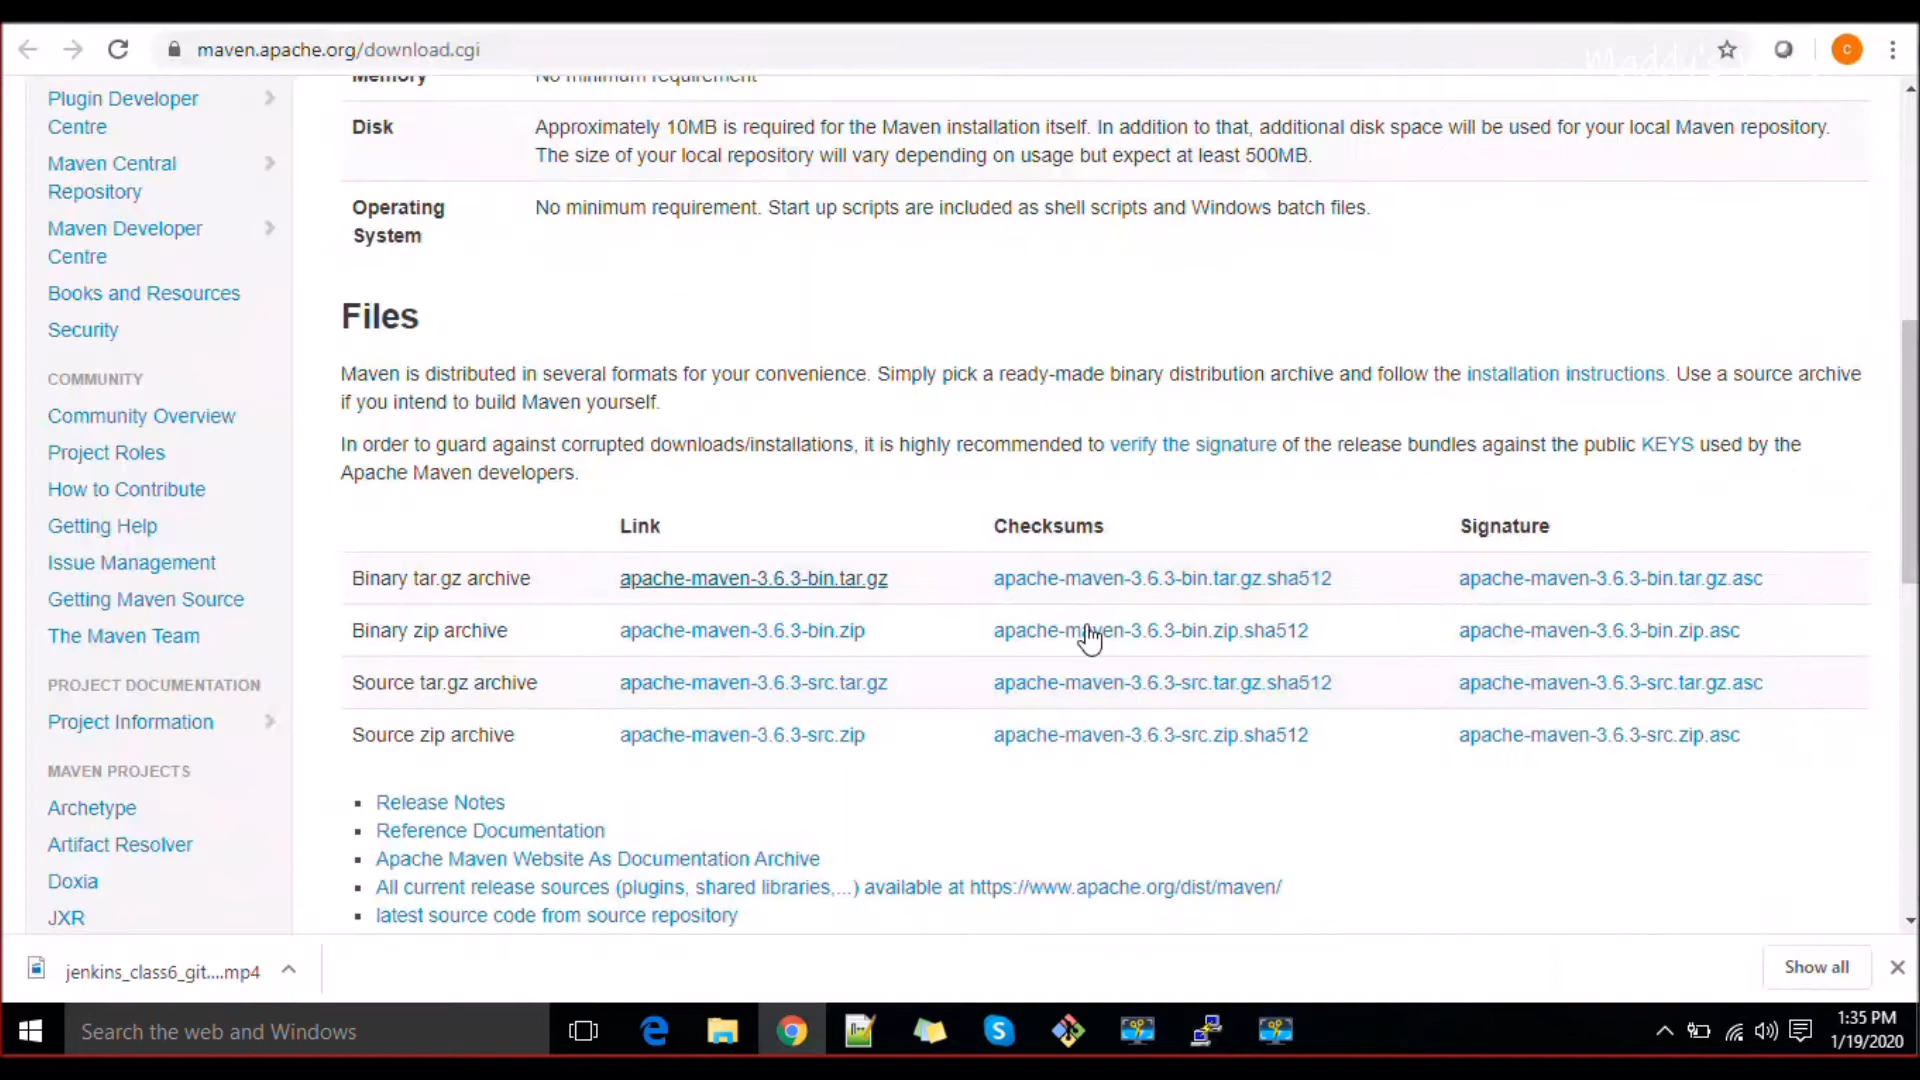 maven.apache.org/download.cgi
Memory No minimum requirement
Plugin Developer
Centre
Maven Central
Repository
Maven Developer
Centre
Books and Resources
Security
COMMUNITY
Community Overview
Project Roles
How to Contribute
Getting Help
Issue Management
Getting Maven Source
The Maven Team
PROJECT DOCUMENTATION
Project Information
MAVEN PROJECTS
Archetype
Artifact Resolver
Doxia
JXR
Disk Approximately 10MB is required for the Maven installation itself. In addition to that, additional disk space will be used for your local Maven repository.
The size of your local repository will vary depending on usage but expect at least 500MB.
Operating No minimum requirement. Start up scripts are included as shell scripts and Windows batch files.
System
Files
Maven is distributed in several formats for your convenience. Simply pick a ready-made binary distribution archive and follow the installation instructions. Use a source archive
if you intend to build Maven yourself.
In order to guard against corrupted downloads/installations, it is highly recommended to verify the signature of the release bundles against the public KEYS used by the
Apache Maven developers.
Link Checksums Signature
Binary tar.gz archive apache-maven-3.6.3-bin.tar.gz apache-maven-3.6.3-bin.tar.gz.sha512 apache-maven-3.6.3-bin.tar.gz.asc
Binary zip archive apache-maven-3.6.3-bin.zip apache-maven-3.6.3-bin.zip.sha512 apache-maven-3.6.3-bin.zip.asc
Source tar.gz archive apache-maven-3.6.3-src.tar.gz apache-maven-3.6.3-src.tar.gz.sha512 apache-maven-3.6.3-src.tar.gz.asc
Source zip archive apache-maven-3.6.3-src.zip apache-maven-3.6.3-src.zip.sha512 apache-maven-3.6.3-src.zip.asc
Release Notes
Reference Documentation
Apache Maven Website As Documentation Archive
All current release sources (plugins, shared libraries,...) available at https://www.apache.org/dist/maven/
latest source code from source repository
jenkins_class6_git....mp4 Show all
Search the web and Windows
1:35 PM
1/19/2020